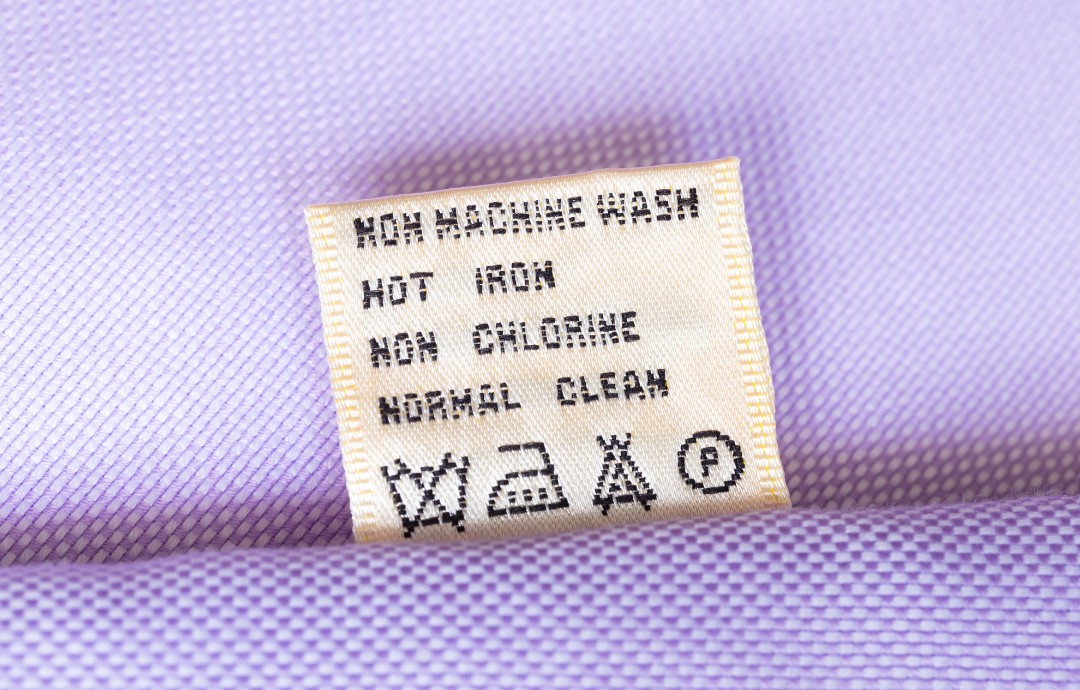 NON MACHINE WASH
HOT IRON
NON CHLORINE
NORMAL CLEAN
A P